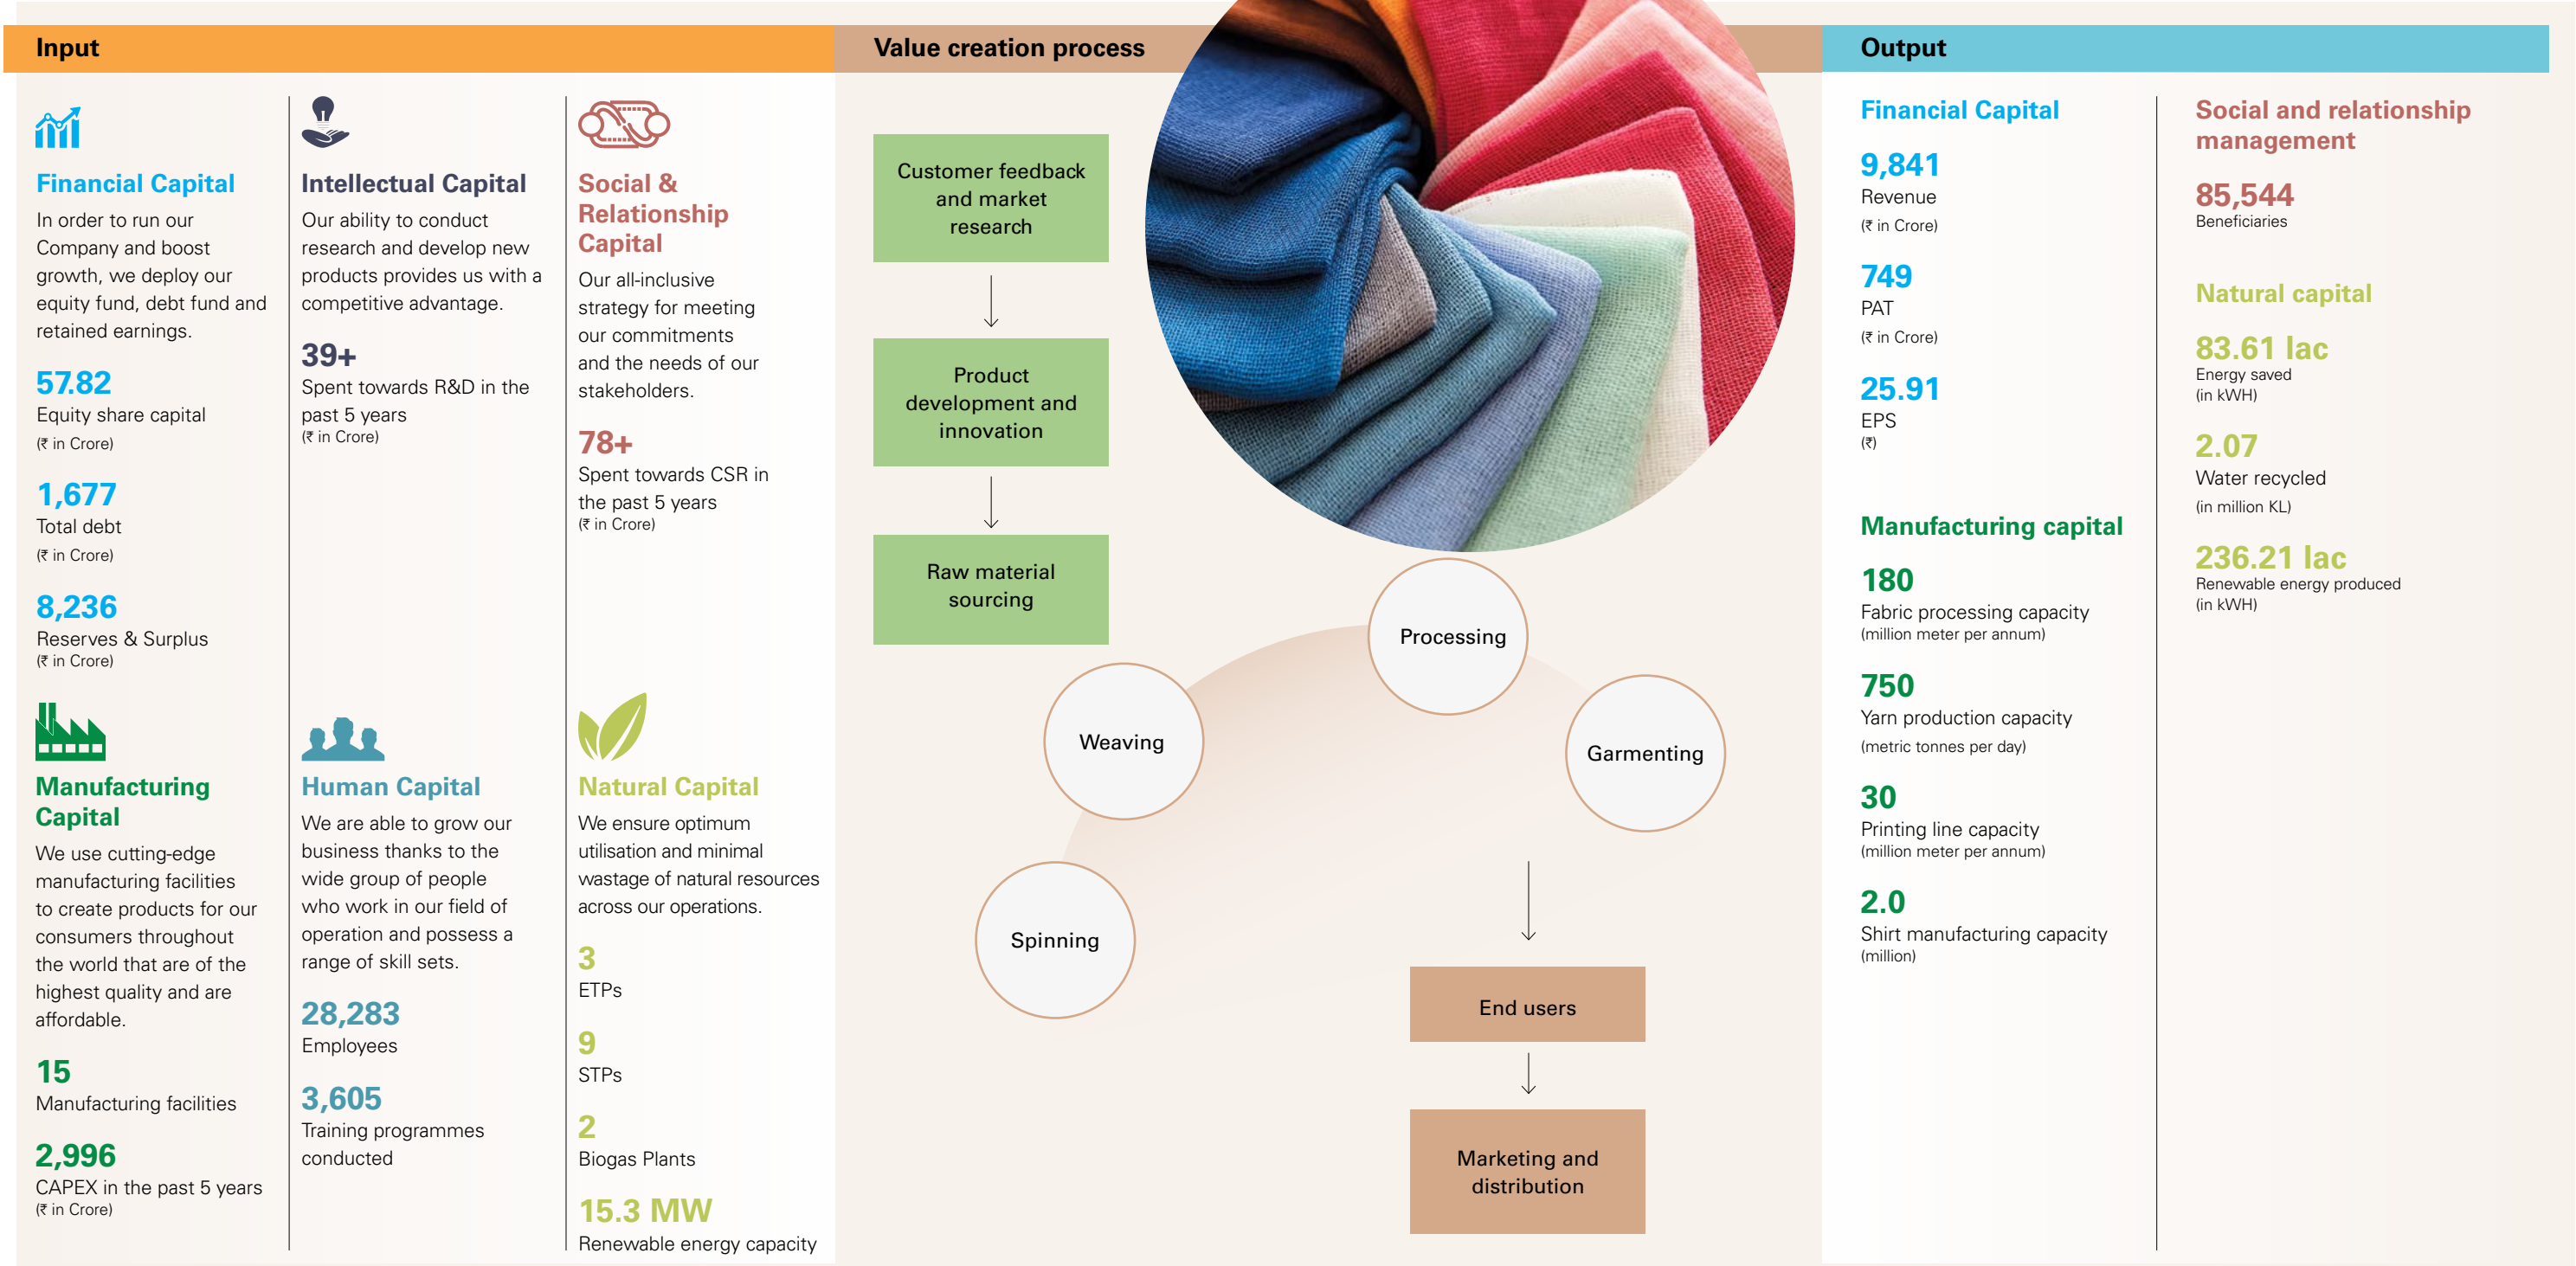 Input
Financial Capital
In order to run our
Company and boost
growth, we deploy our
equity fund, debt fund and
retained earnings.
57.82
Equity share capital
(₹ in Crore)
1,677
Total debt
(₹ in Crore)
8,236
Reserves & Surplus
(₹ in Crore)
Intellectual Capital
Our ability to conduct
research and develop new
products provides us with a
competitive advantage.
39+
Spent towards R&D in the
past 5 years
(₹ in Crore)
Social &
Relationship
Capital
Our all-inclusive
strategy for meeting
our commitments
and the needs of our
stakeholders.
78+
Spent towards CSR in
the past 5 years
(₹ in Crore)
Manufacturing
Capital
We use cutting-edge
manufacturing facilities
to create products for our
consumers throughout
the world that are of the
highest quality and are
affordable.
15
Manufacturing facilities
2,996
CAPEX in the past 5 years
(₹ in Crore)
Human Capital
We are able to grow our
business thanks to the
wide group of people
who work in our field of
operation and possess a
range of skill sets.
28,283
Employees
3,605
Training programmes
conducted
Natural Capital
We ensure optimum
utilisation and minimal
wastage of natural resources
across our operations.
3
ETPs
9
STPs
2
Biogas Plants
15.3 MW
Renewable energy capacity
Value creation process
Customer feedback
and market
research
Product
development and
innovation
Raw material
sourcing
Spinning
Weaving
Processing
Garmenting
End users
Marketing and
distribution
Output
Financial Capital
9,841
Revenue
(₹ in Crore)
749
PAT
(₹ in Crore)
25.91
EPS
(₹)
Manufacturing capital
180
Fabric processing capacity
(million meter per annum)
750
Yarn production capacity
(metric tonnes per day)
30
Printing line capacity
(million meter per annum)
2.0
Shirt manufacturing capacity
(million)
Social and relationship
management
85,544
Beneficiaries
Natural capital
83.61 lac
Energy saved
(in kWH)
2.07
Water recycled
(in million KL)
236.21 lac
Renewable energy produced
(in kWH)